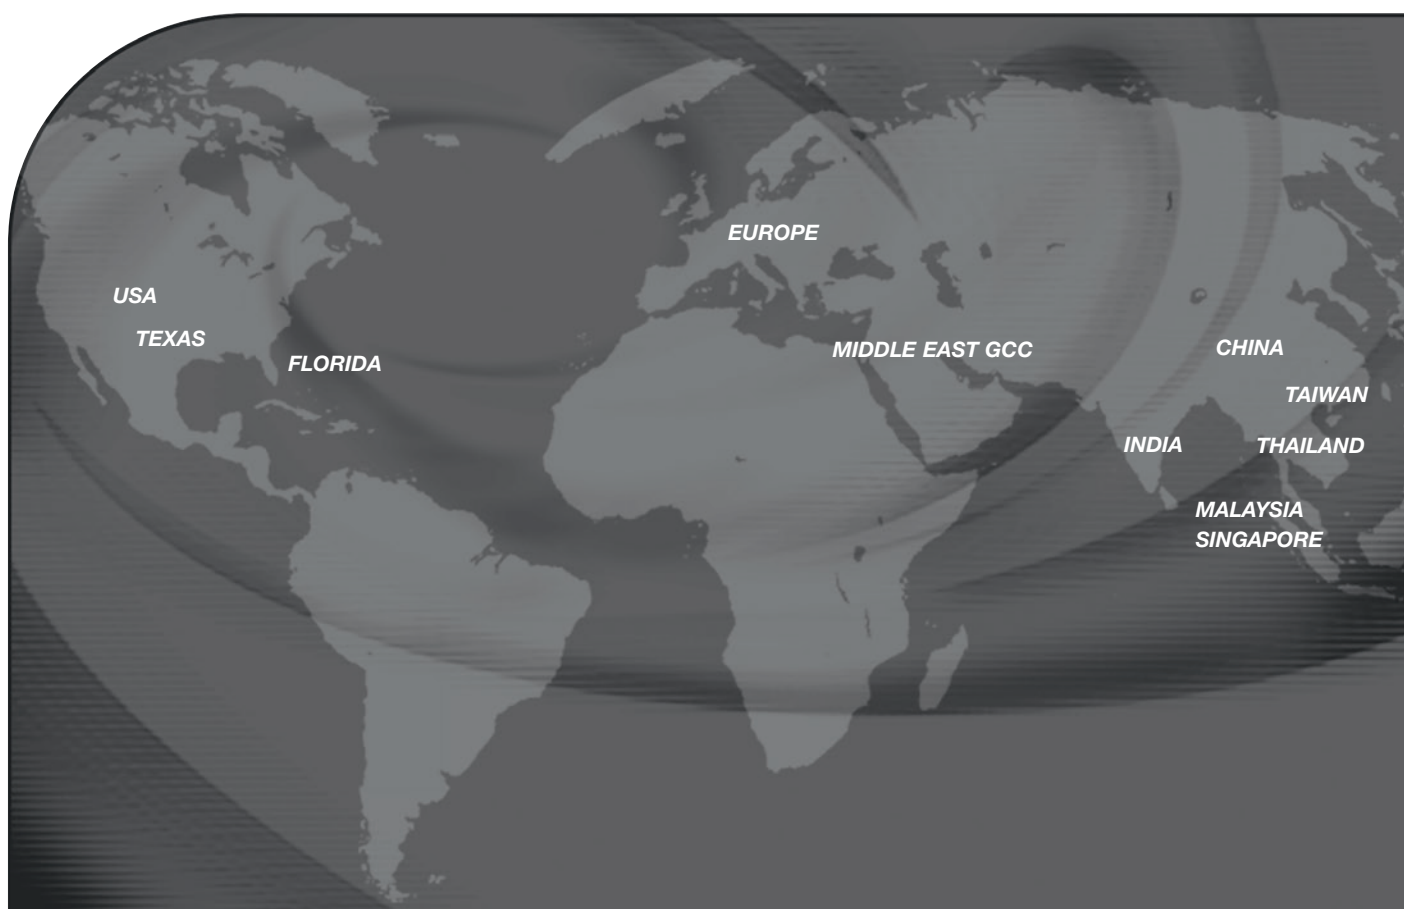 EUROPE
USA
TEXAS
FLORIDA
MIDDLE EAST GCC
CHINA
TAIWAN
INDIA
THAILAND
MALAYSIA
SINGAPORE